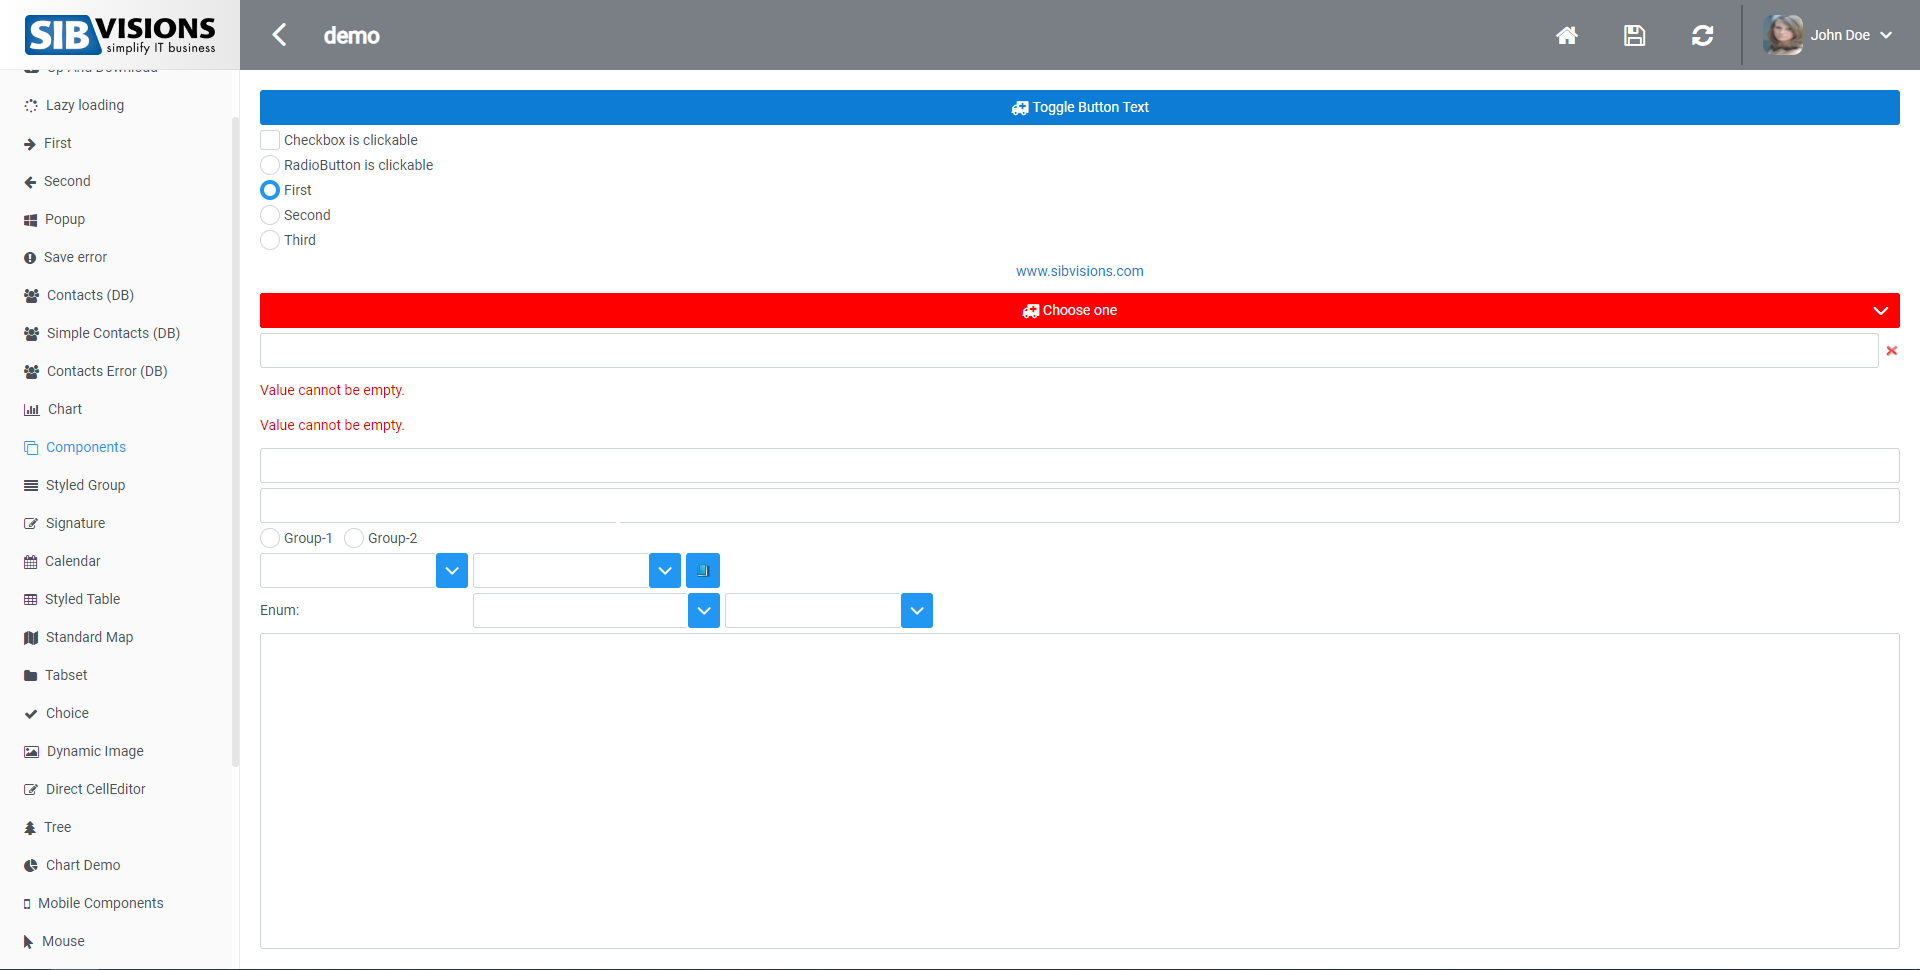 SIBVISIONS
simplify IT business
demo
John Doe
Up And Download
Lazy loading
First
Second
Popup
Save error
Contacts (DB)
Simple Contacts (DB)
Contacts Error (DB)
Chart
Components
Styled Group
Signature
Calendar
Styled Table
Standard Map
Tabset
Choice
Dynamic Image
Direct CellEditor
Tree
Chart Demo
Mobile Components
Mouse
Toggle Button Text
Checkbox is clickable
RadioButton is clickable
First
Second
Third
www.sibvisions.com
Choose one
Value cannot be empty.
Value cannot be empty.
Group-1 Group-2
Enum: